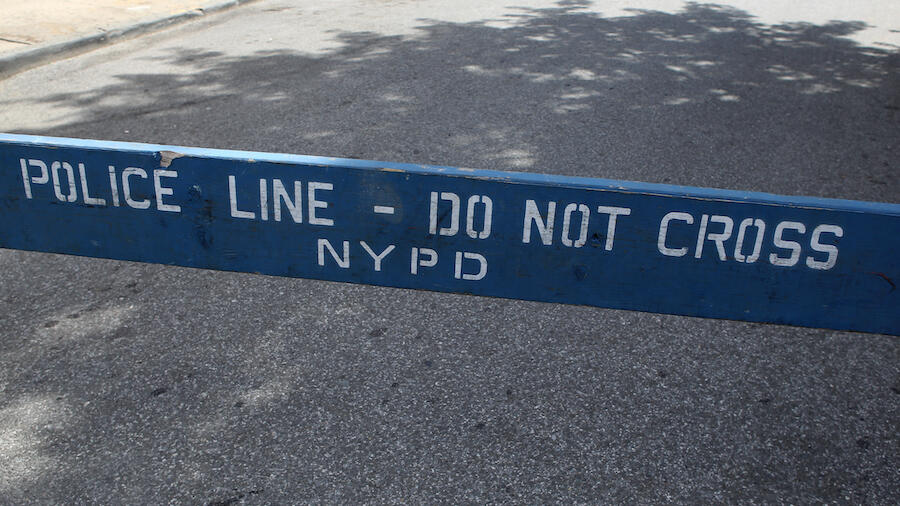 POLICE LINE - DO NOT CROSS
NYPD